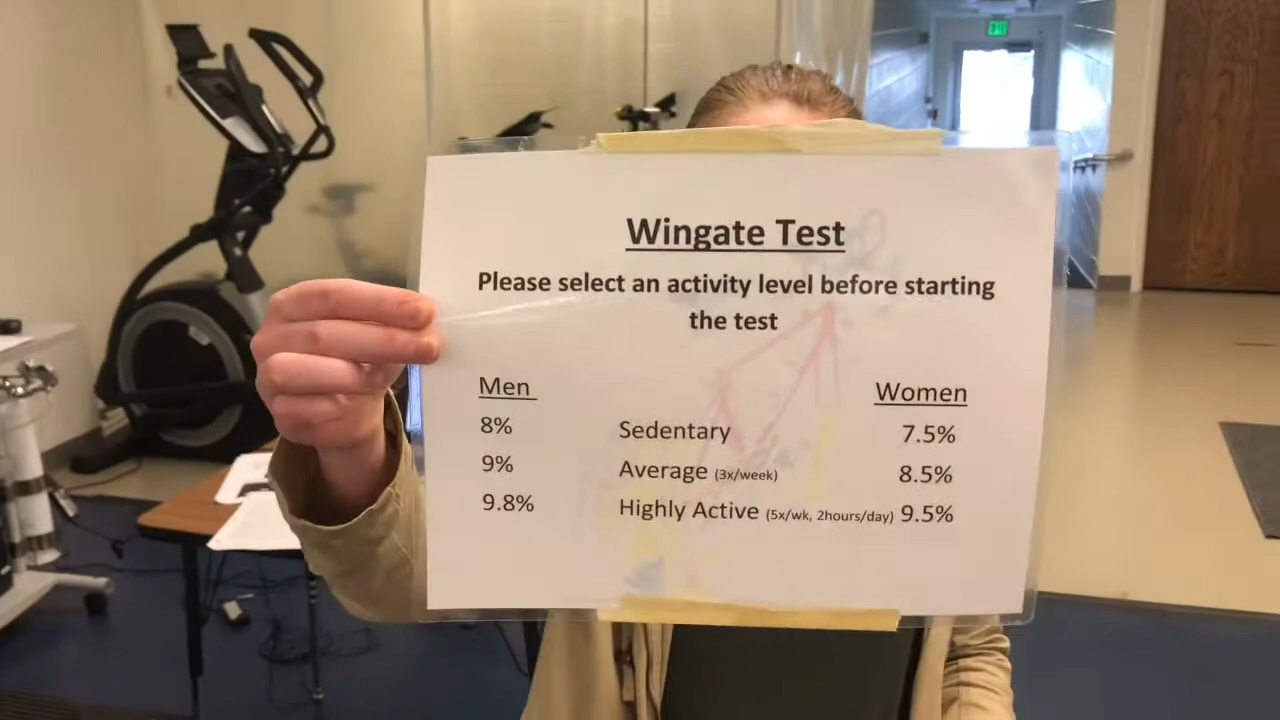 Wingate Test
Please select an activity level before starting
the test
Men Women
8% Sedentary 7.5%
9% Average (3x/week) 8.5%
9.8% Highly Active (5x/wk, 2hours/day) 9.5%